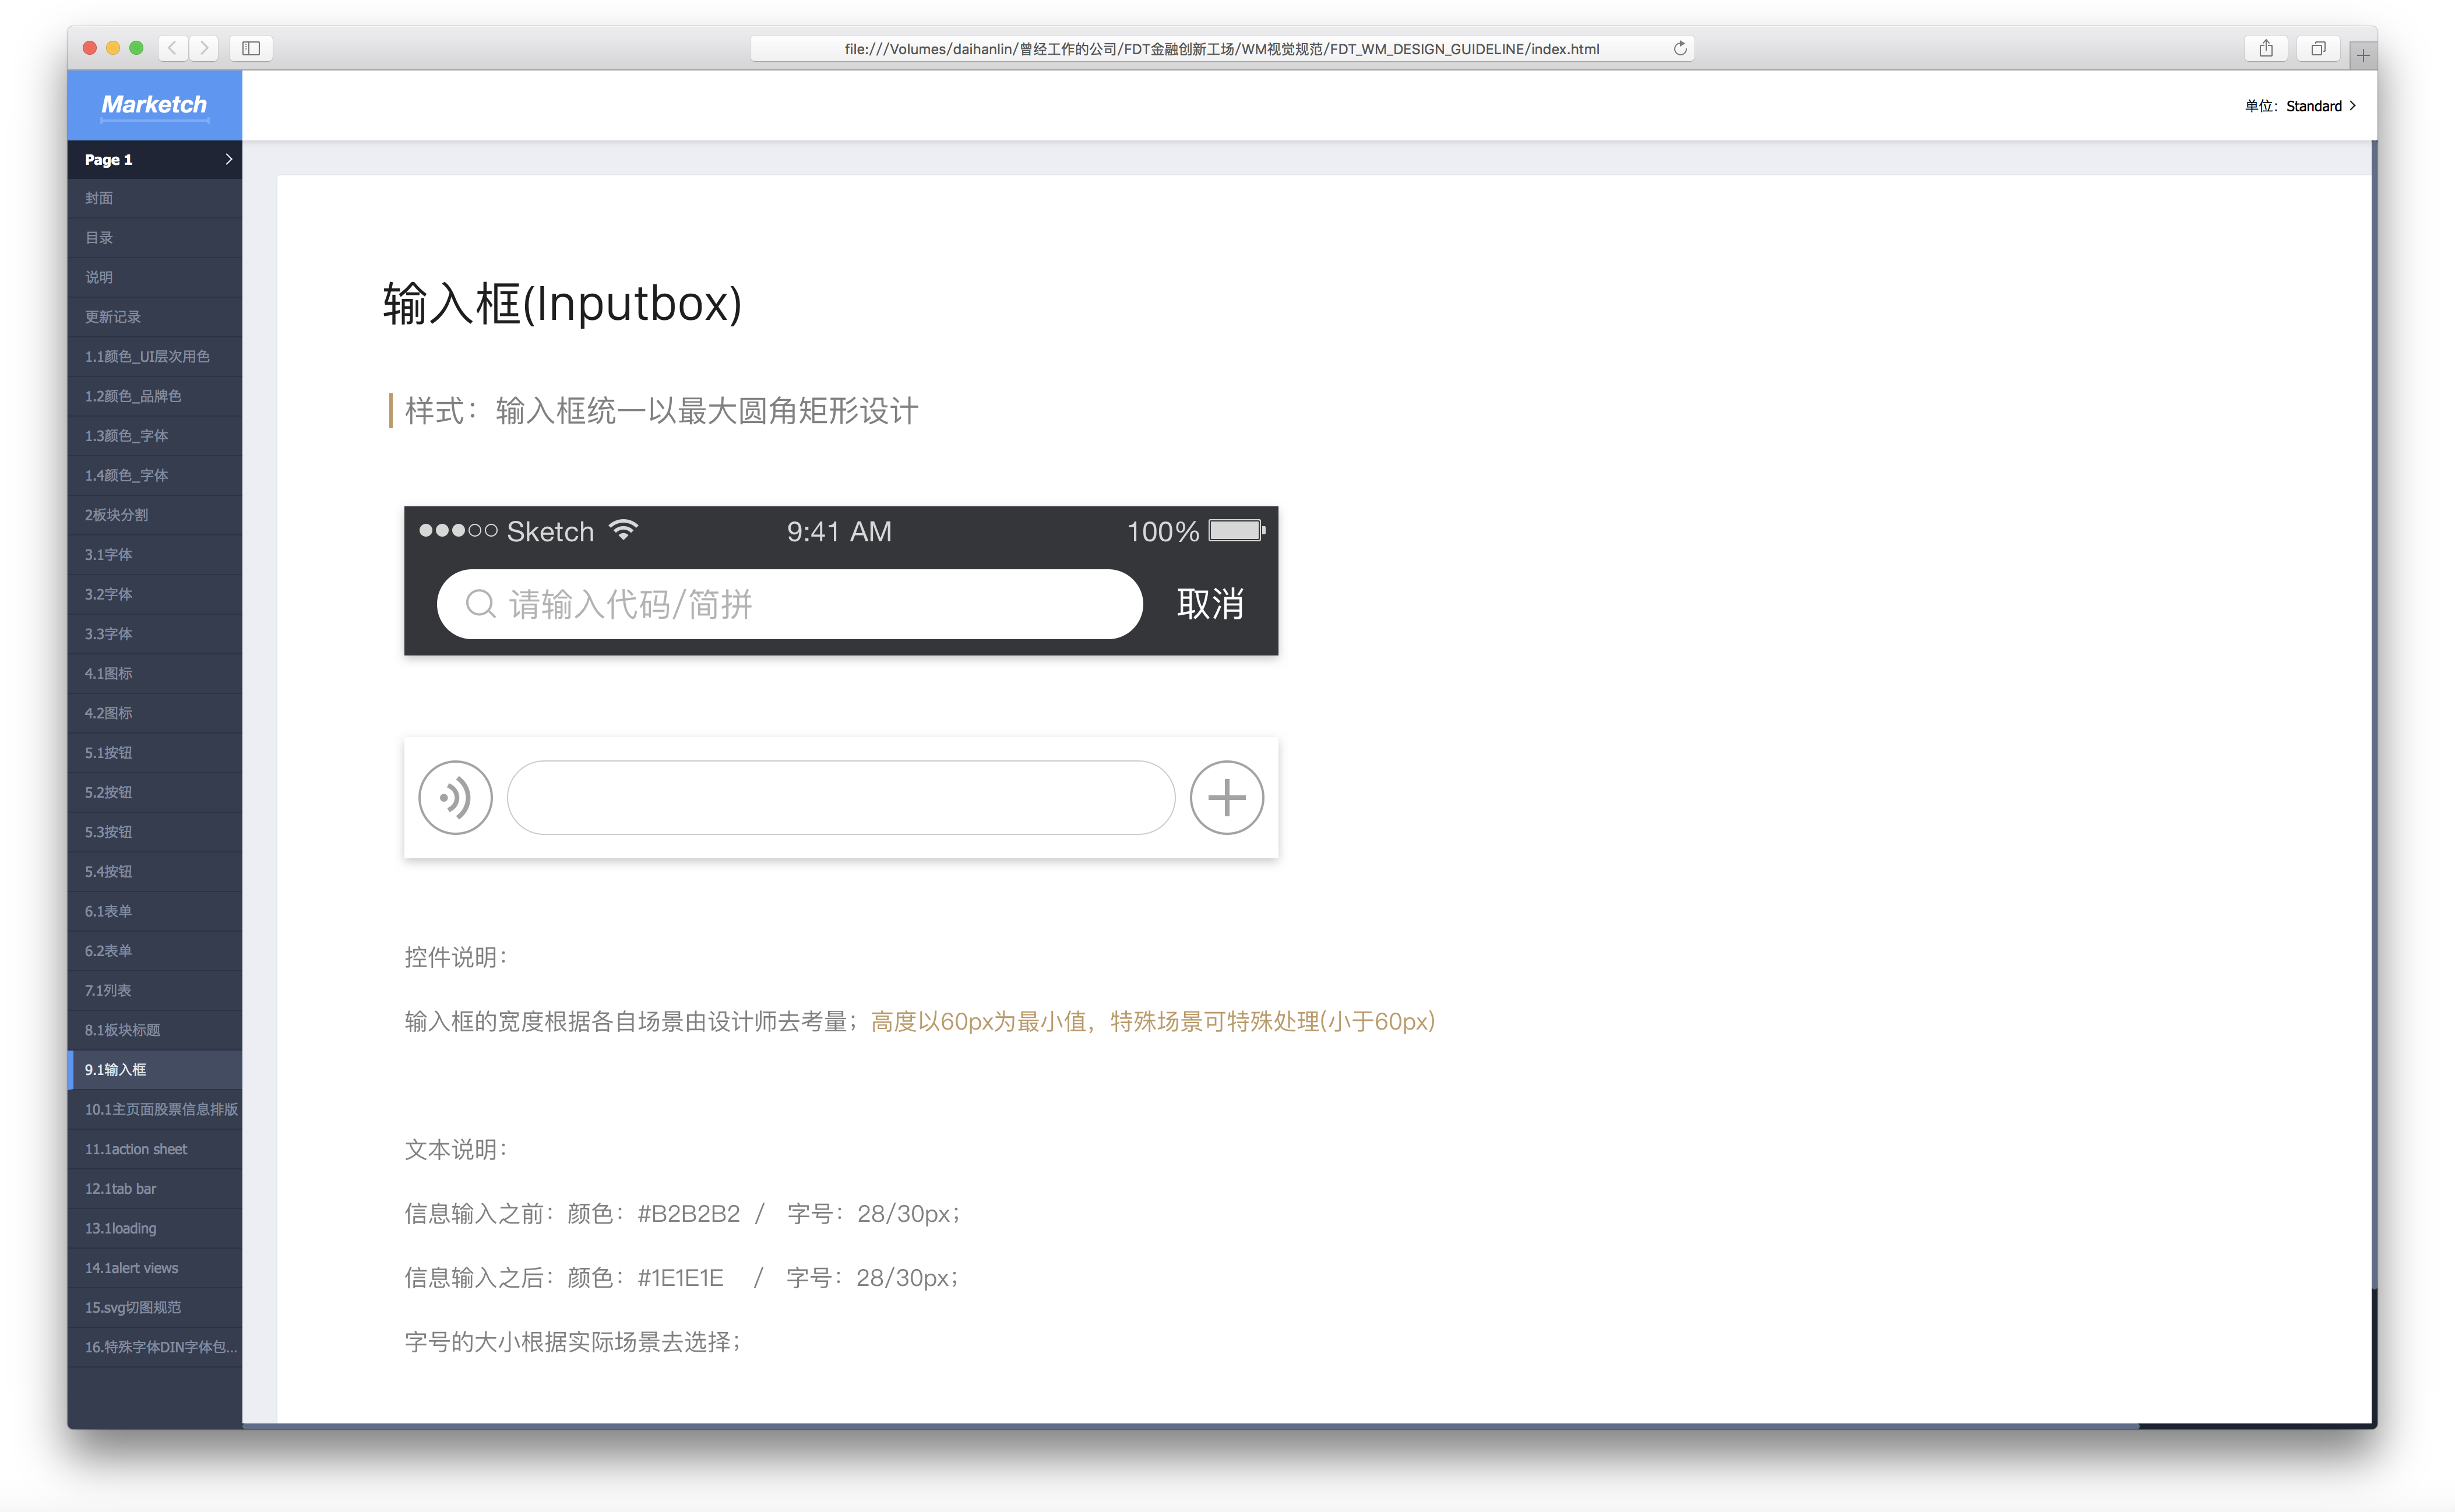 file:///Volumes/daihanlin/曾经工作的公司/FDT金融创新工场/WM视觉规范/FDT_WM_DESIGN_GUIDELINE/index.html
Marketch
单位：Standard
Page 1
封面
目录
说明
更新记录
1.1颜色_UI层次用色
1.2颜色_品牌色
1.3颜色_字体
1.4颜色_字体
2板块分割
3.1字体
3.2字体
3.3字体
4.1图标
4.2图标
5.1按钮
5.2按钮
5.3按钮
5.4按钮
6.1表单
6.2表单
7.1列表
8.1板块标题
9.1输入框
10.1主页面股票信息排版
11.1action sheet
12.1tab bar
13.1loading
14.1alert views
15.svg切图规范
16.特殊字体DIN字体包...
输入框(Inputbox)
样式：输入框统一以最大圆角矩形设计
Sketch 9:41 AM 100%
请输入代码/简拼 取消
控件说明：
输入框的宽度根据各自场景由设计师去考量；高度以60px为最小值，特殊场景可特殊处理(小于60px)
文本说明：
信息输入之前：颜色：#B2B2B2 / 字号：28/30px；
信息输入之后：颜色：#1E1E1E / 字号：28/30px；
字号的大小根据实际场景去选择；